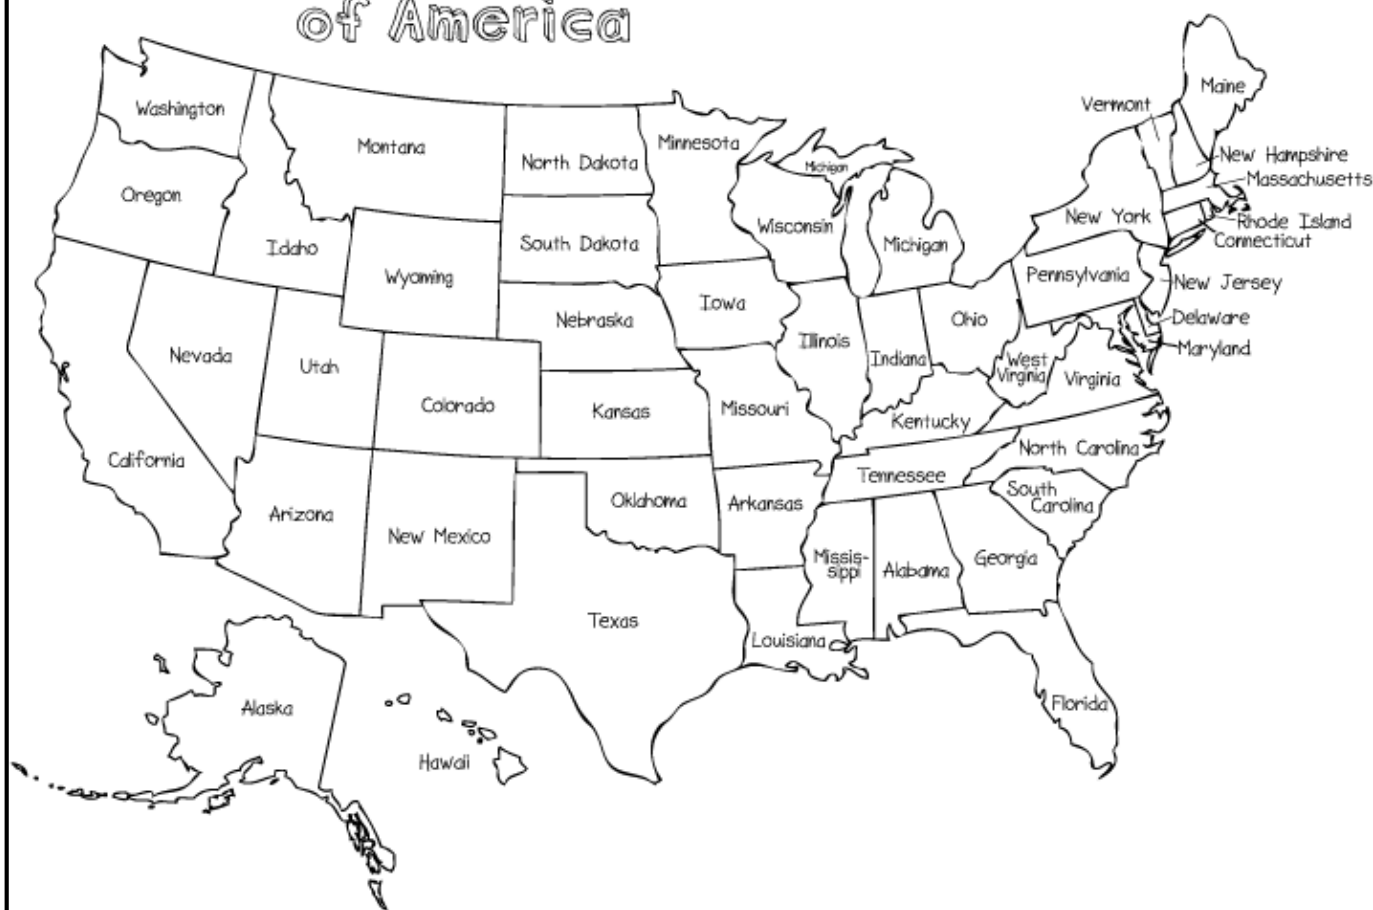 of America
Washington
Oregon
Idaho
Montana
Wyoming
North Dakota
South Dakota
Nebraska
Minnesota
Iowa
Wisconsin
Michigan
Michigan
Illinois
Indiana
Ohio
Pennsylvania
New York
Vermont
Maine
New Hampshire
Massachusetts
Rhode Island
Connecticut
New Jersey
Delaware
Maryland
West
Virginia
Virginia
Kentucky
Missouri
Kansas
Colorado
Utah
Nevada
California
Arizona
New Mexico
Oklahoma
Arkansas
Tennessee
North Carolina
South
Carolina
Georgia
Alabama
Missis-
sippi
Louisiana
Texas
Florida
Alaska
Hawaii